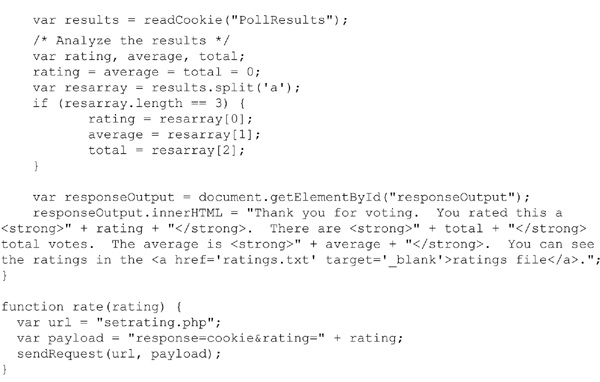 var results = readCookie("PollResults");
/* Analyze the results */
var rating, average, total;
rating = average = total = 0;
var resarray = results.split('a');
if (resarray.length == 3) {
rating = resarray[0];
average = resarray[1];
total = resarray[2];
}
var responseOutput = document.getElementById("responseOutput");
responseOutput.innerHTML = "Thank you for voting.  You rated this a
<strong>" + rating + "</strong>.  There are <strong>" + total + "</strong>
total votes.  The average is <strong>" + average + "</strong>.  You can see
the ratings in the <a href='ratings.txt' target='_blank'>ratings file</a>.";
}
function rate(rating) {
var url = "setrating.php";
var payload = "response=cookie&rating=" + rating;
sendRequest(url, payload);
}